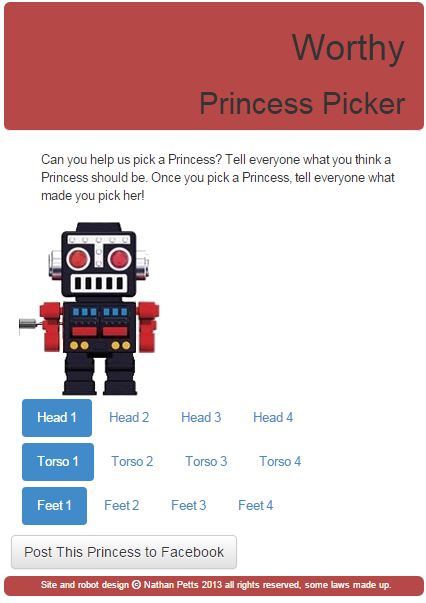 Worthy
Princess Picker
Can you help us pick a Princess? Tell everyone what you think a
Princess should be. Once you pick a Princess, tell everyone what
made you pick her!
Head 1 Head 2 Head 3 Head 4
Torso 1 Torso 2 Torso 3 Torso 4
Feet 1 Feet 2 Feet 3 Feet 4
Post This Princess to Facebook
Site and robot design © Nathan Petts 2013 all rights reserved, some laws made up.